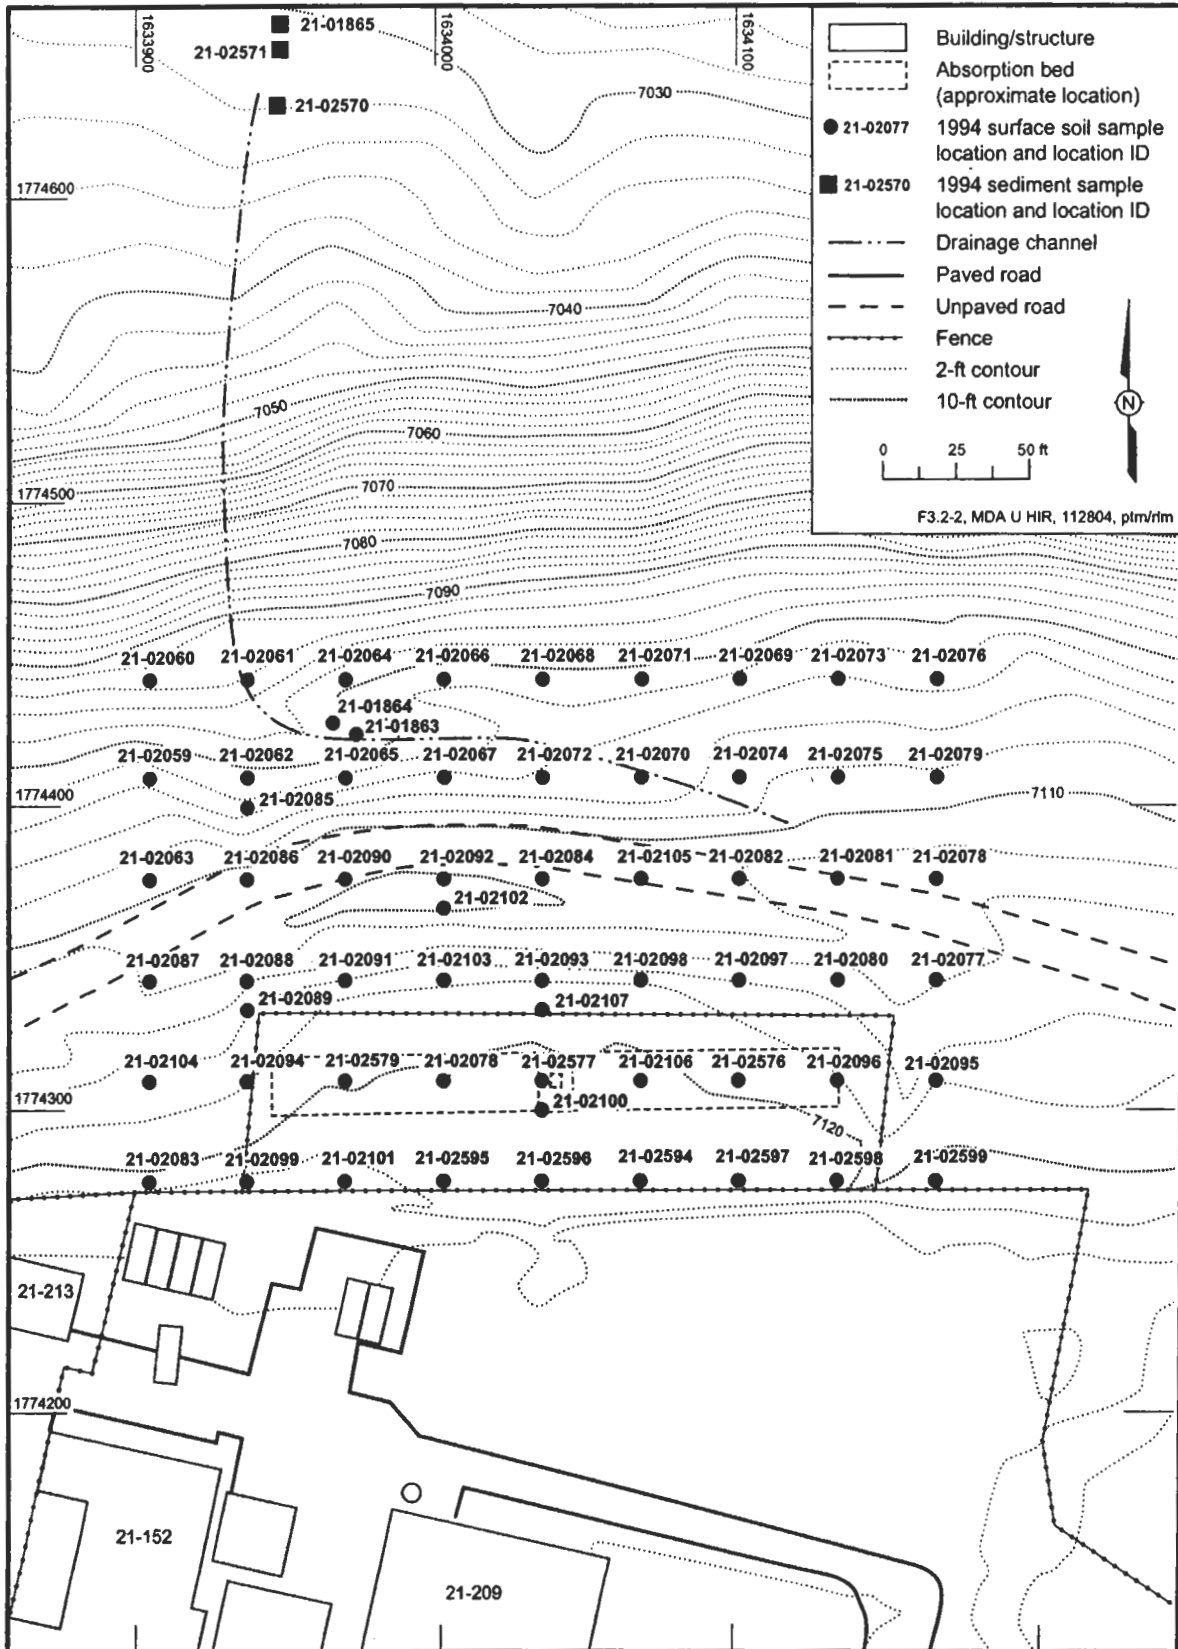 1633900
1634000
1634100
21-01865
21-02571
21-02570
7030
Building/structure
Absorption bed
(approximate location)
21-02077 1994 surface soil sample
location and location ID
21-02570 1994 sediment sample
location and location ID
Drainage channel
Paved road
Unpaved road
Fence
2-ft contour
10-ft contour
N
0 25 50 ft
F3.2-2, MDA U HIR, 112804, ptm/rlm
1774600
7040
7050
7060
7070
1774500
7080
7090
21-02060 21-02061 21-02064 21-02066 21-02068 21-02071 21-02069 21-02073 21-02076
21-01864
21-01863
21-02059 21-02062 21-02065 21-02067 21-02072 21-02070 21-02074 21-02075 21-02079
21-02085
1774400
7110
21-02063 21-02086 21-02090 21-02092 21-02084 21-02105 21-02082 21-02081 21-02078
21-02102
21-02087 21-02088 21-02091 21-02103 21-02093 21-02098 21-02097 21-02080 21-02077
21-02089
21-02107
21-02104 21-02094 21-02579 21-02078 21-02577 21-02106 21-02576 21-02096 21-02095
21-02100
1774300
7120
21-02083 21-02099 21-02101 21-02595 21-02596 21-02594 21-02597 21-02598 21-02599
21-213
1774200
21-152
21-209